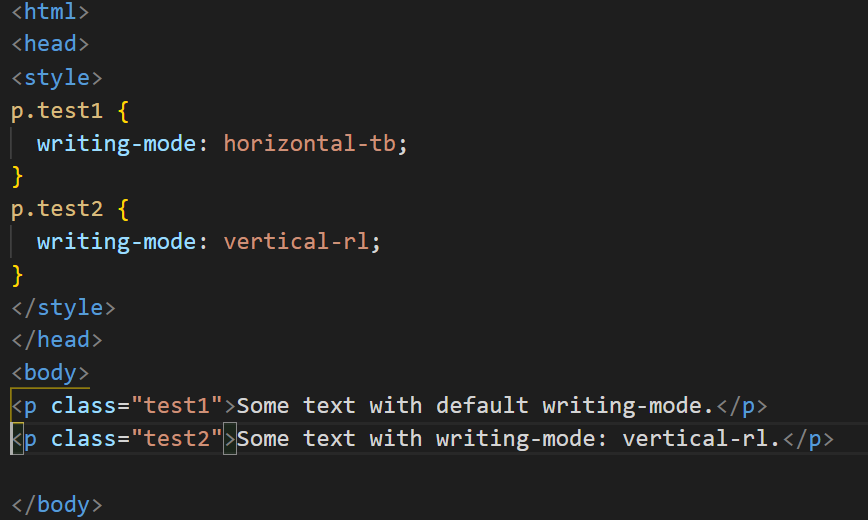 <html>
<head>
<style>
p.test1 {
  writing-mode: horizontal-tb;
}
p.test2 {
  writing-mode: vertical-rl;
}
</style>
</head>
<body>
<p class="test1">Some text with default writing-mode.</p>
<p class="test2">Some text with writing-mode: vertical-rl.</p>
</body>